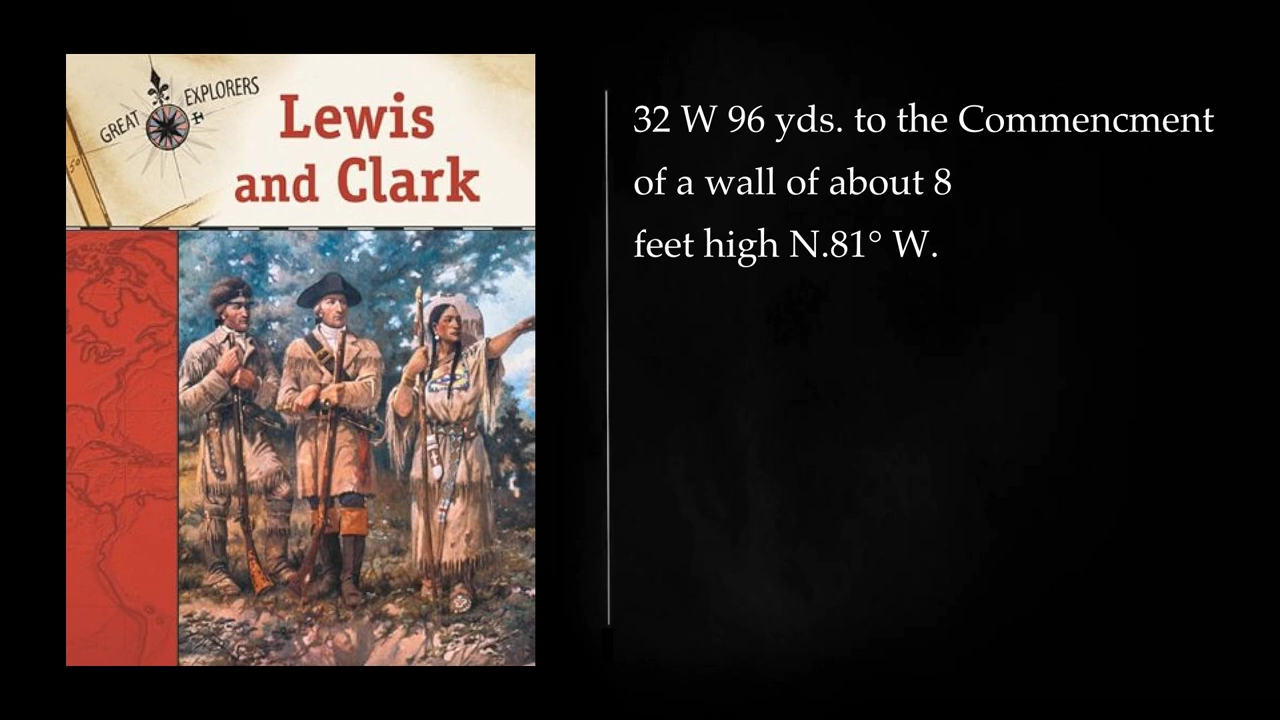 GREAT EXPLORERS
Lewis
and Clark
50
32 W 96 yds. to the Commencment
of a wall of about 8
feet high N.81° W.